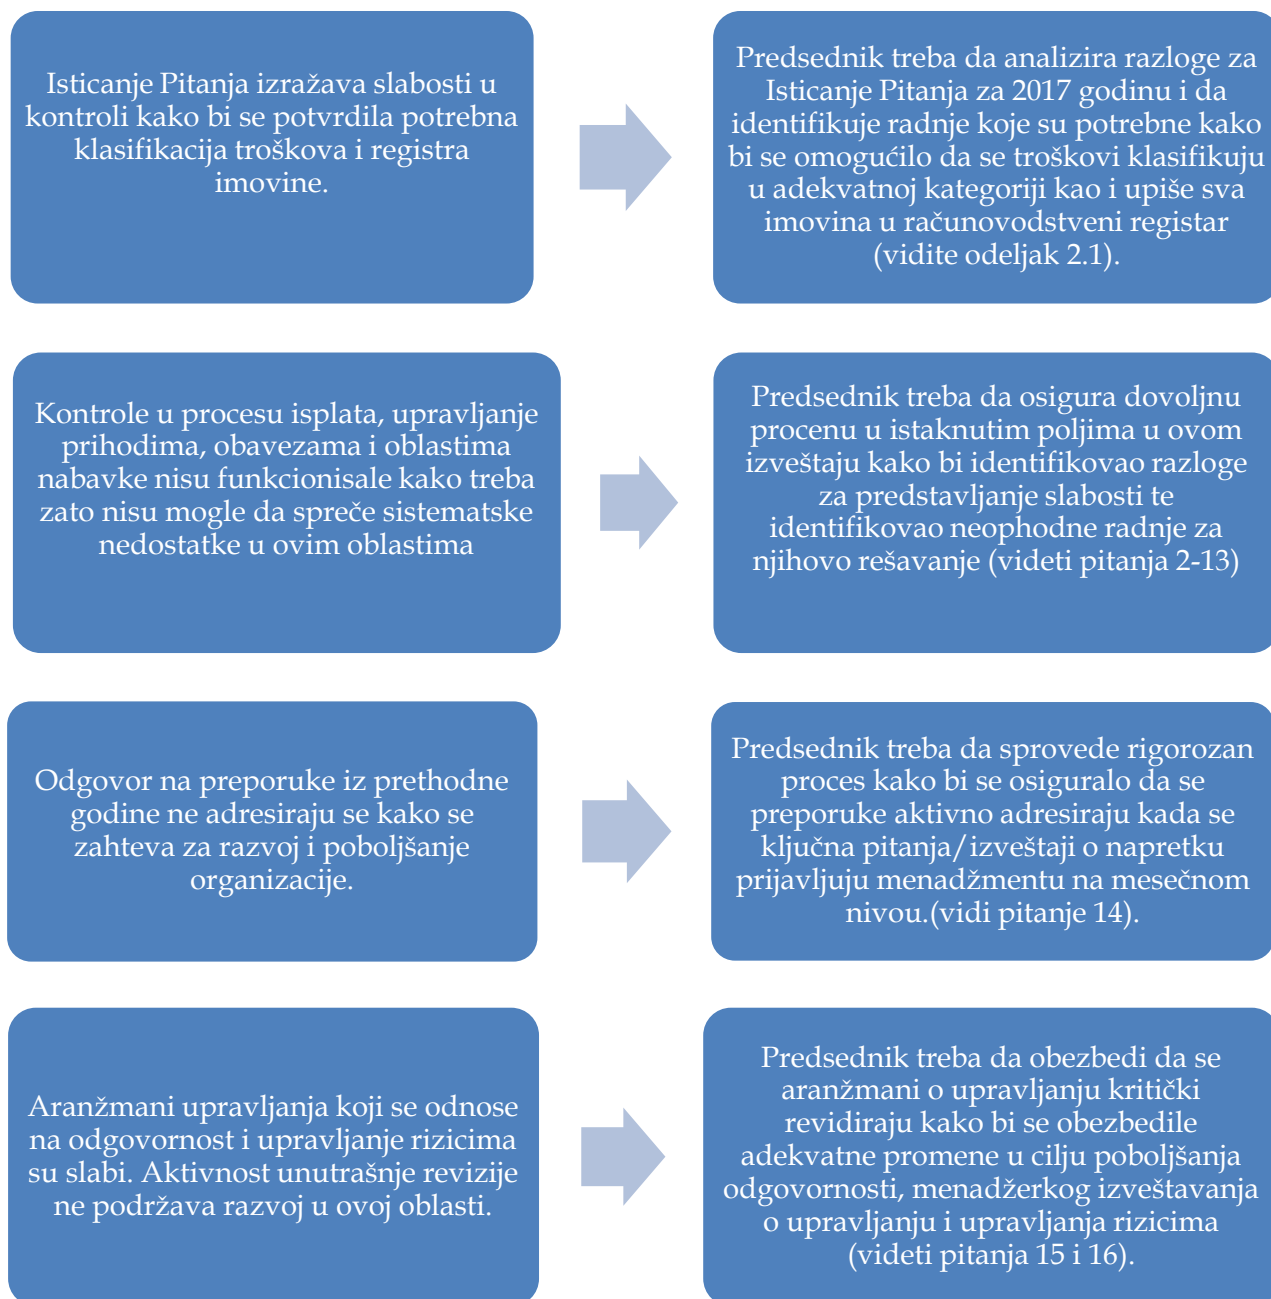 Isticanje Pitanja izražava slabosti u
kontroli kako bi se potvrdila potrebna
klasifikacija troškova i registra
imovine.
Predsednik treba da analizira razloge za
Isticanje Pitanja za 2017 godinu i da
identifikuje radnje koje su potrebne kako
bi se omogućilo da se troškovi klasifikuju
u adekvatnoj kategoriji kao i upiše sva
imovina u računovodstveni registar
(vidite odeljak 2.1).
Kontrole u procesu isplata, upravljanje
prihodima, obavezama i oblastima
nabavke nisu funkcionisale kako treba
zato nisu mogle da spreče sistematske
nedostatke u ovim oblastima
Predsednik treba da osigura dovoljnu
procenu u istaknutim poljima u ovom
izveštaju kako bi identifikovao razloge
za predstavljanje slabosti te
identifikovao neophodne radnje za
njihovo rešavanje (videti pitanja 2-13)
Odgovor na preporuke iz prethodne
godine ne adresiraju se kako se
zahteva za razvoj i poboljšanje
organizacije.
Predsednik treba da sprovede rigorozan
proces kako bi se osiguralo da se
preporuke aktivno adresiraju kada se
ključna pitanja/izveštaji o napretku
prijavljuju menadžmentu na mesečnom
nivou.(vidi pitanje 14).
Aranžmani upravljanja koji se odnose
na odgovornost i upravljanje rizicima
su slabi. Aktivnost unutrašnje revizije
ne podržava razvoj u ovoj oblasti.
Predsednik treba da obezbedi da se
aranžmani o upravljanju kritički
revidiraju kako bi se obezbedile
adekvatne promene u cilju poboljšanja
odgovornosti, menadžerkog izveštavanja
o upravljanju i upravljanja rizicima
(videti pitanja 15 i 16).